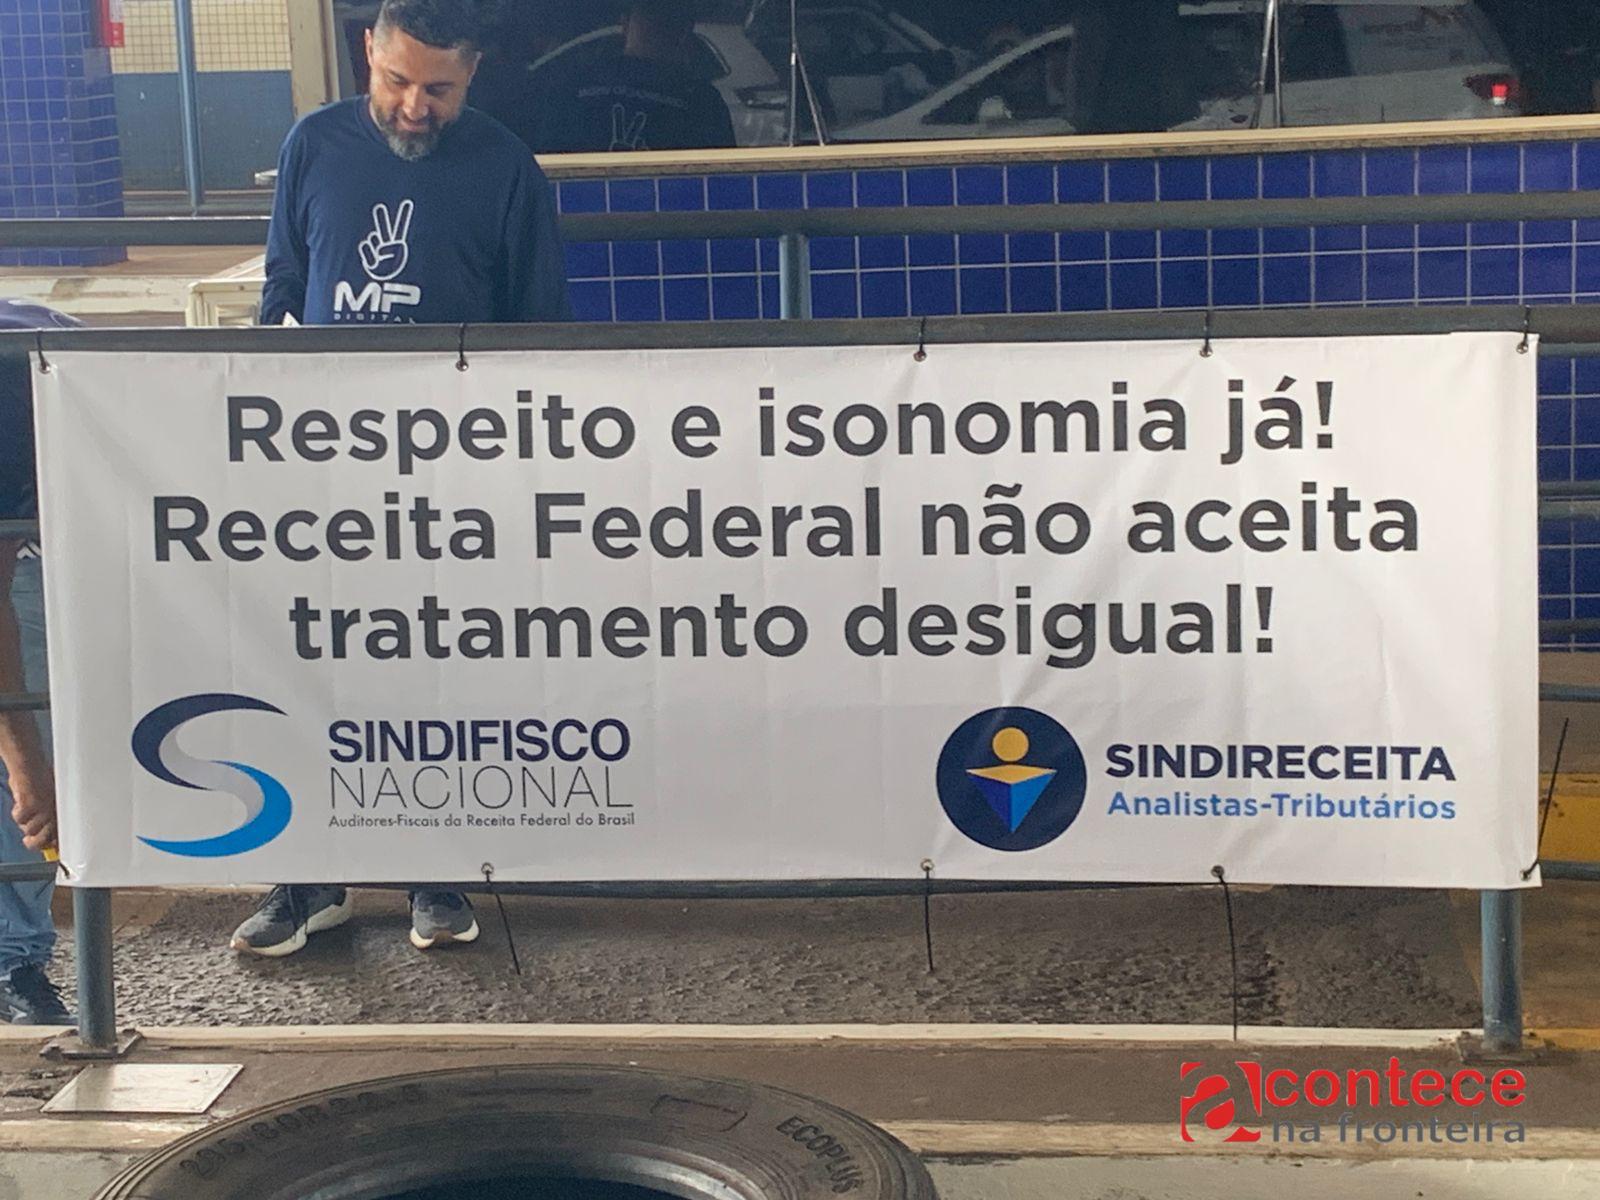 MP
DIGITAL
Respeito e isonomia já!
Receita Federal não aceita
tratamento desigual!
SINDIFISCO
NACIONAL
Auditores-Fiscais da Receita Federal do Brasil
SINDIRECEITA
Analistas-Tributários
ECOPLUS
acontece
na fronteira